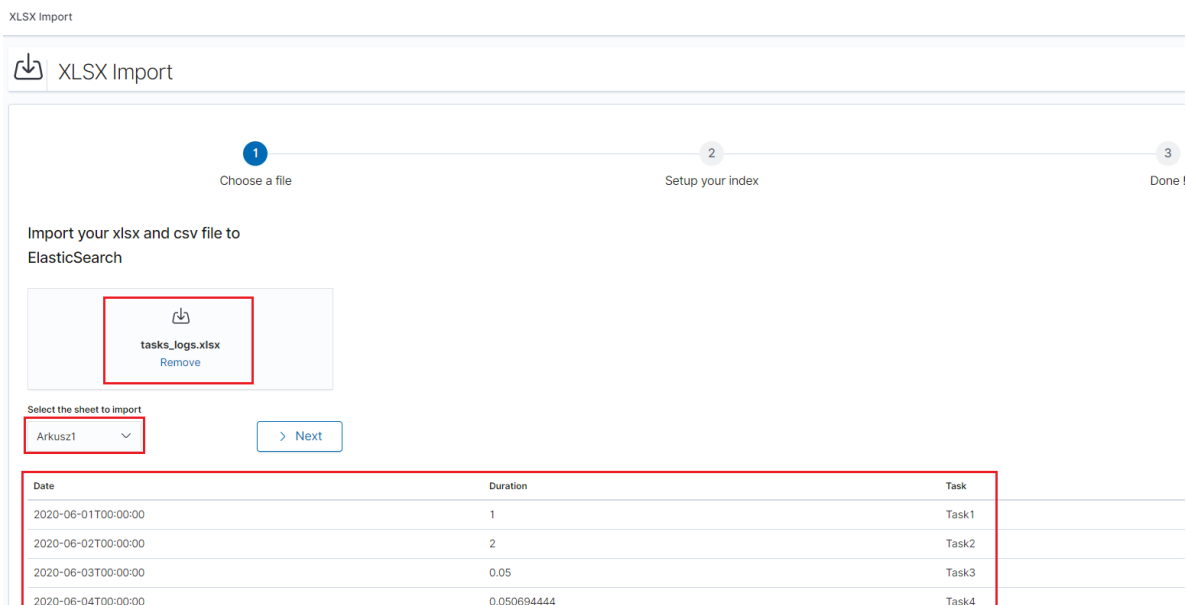 XLSX Import
XLSX Import
1 2 3
Choose a file Setup your index Done !
Import your xlsx and csv file to
ElasticSearch
tasks_logs.xlsx
Remove
Select the sheet to import
Arkusz1 Next
Date Duration Task
2020-06-01T00:00:00 1 Task1
2020-06-02T00:00:00 2 Task2
2020-06-03T00:00:00 0.05 Task3
2020-06-04T00:00:00 0.050694444 Task4